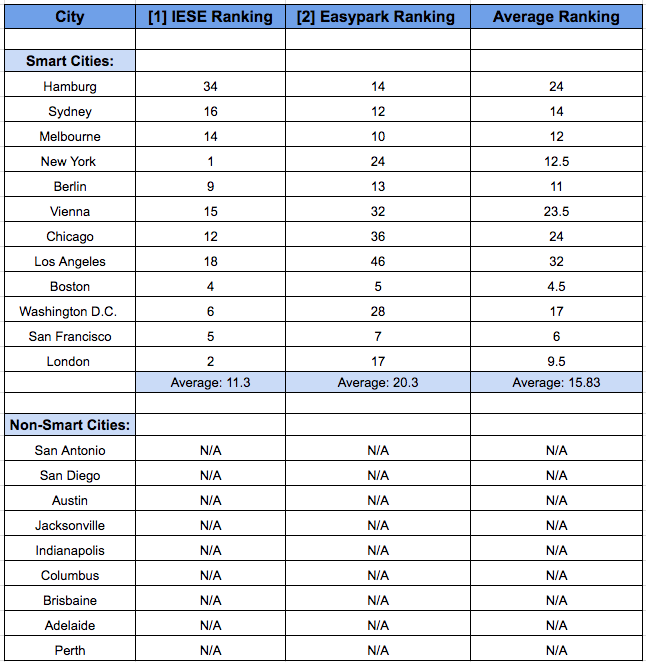 City [1] IESE Ranking [2] Easypark Ranking Average Ranking
Smart Cities:
Hamburg 34 14 24
Sydney 16 12 14
Melbourne 14 10 12
New York 1 24 12.5
Berlin 9 13 11
Vienna 15 32 23.5
Chicago 12 36 24
Los Angeles 18 46 32
Boston 4 5 4.5
Washington D.C. 6 28 17
San Francisco 5 7 6
London 2 17 9.5
Average: 11.3 Average: 20.3 Average: 15.83
Non-Smart Cities:
San Antonio N/A N/A N/A
San Diego N/A N/A N/A
Austin N/A N/A N/A
Jacksonville N/A N/A N/A
Indianapolis N/A N/A N/A
Columbus N/A N/A N/A
Brisbaine N/A N/A N/A
Adelaide N/A N/A N/A
Perth N/A N/A N/A